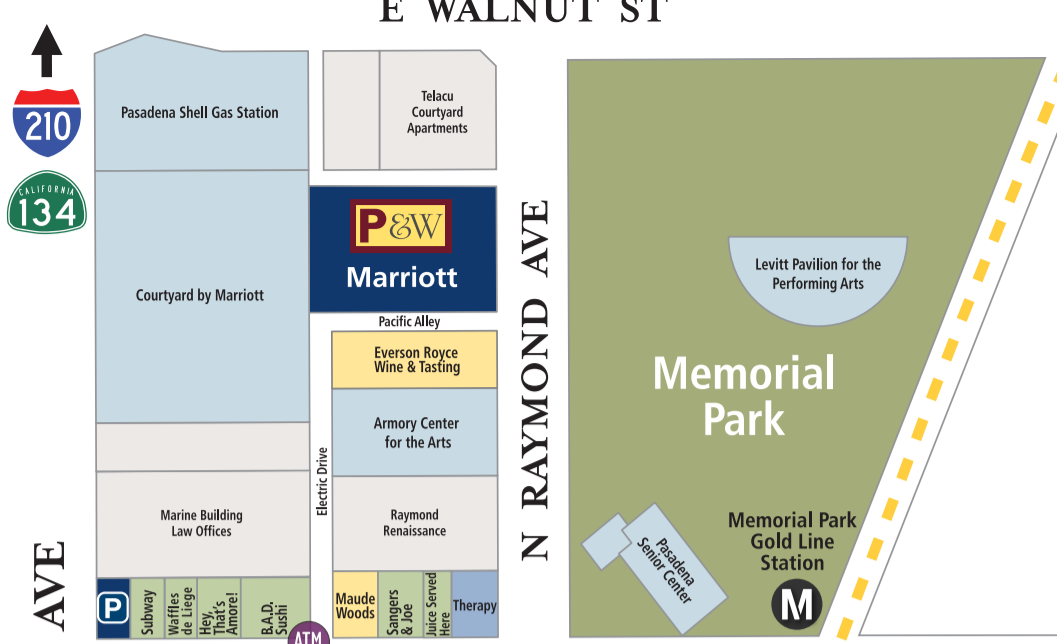 E WALNUT ST
210
CALIFORNIA
134
Pasadena Shell Gas Station
Telacu
Courtyard
Apartments
P&W
Marriott
Courtyard by Marriott
Pacific Alley
Everson Royce
Wine & Tasting
Armory Center
for the Arts
Electric Drive
Marine Building
Law Offices
Raymond
Renaissance
AVE
P
Subway
Waffles
de Liege
Hey,
That's
Amore!
B.A.D.
Sushi
ATM
Maude
Woods
Sangers
& Joe
Juice Served
Here
Therapy
N RAYMOND AVE
Levitt Pavilion for the
Performing Arts
Memorial
Park
Pasadena
Senior Center
Memorial Park
Gold Line
Station
M